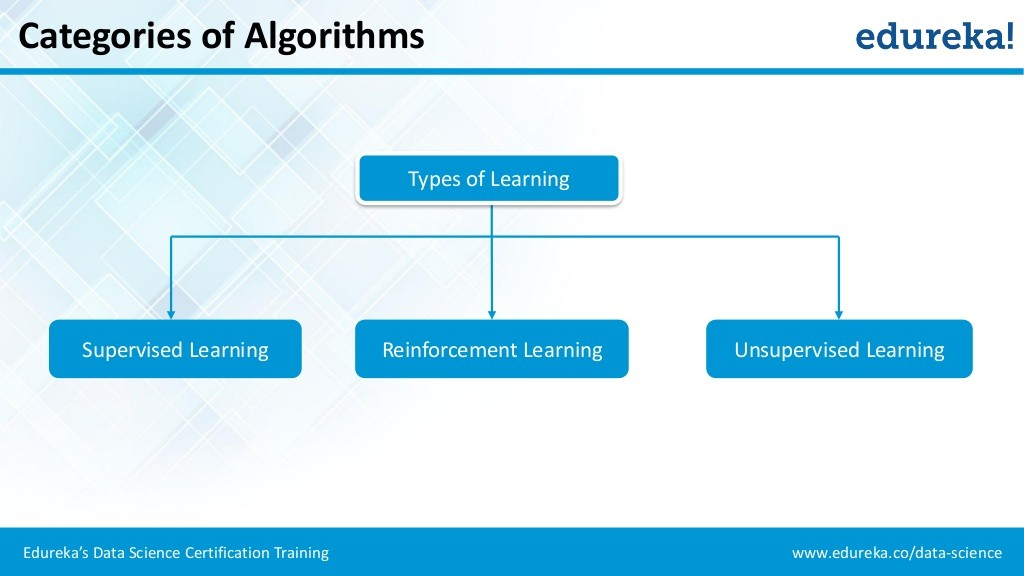 Categories of Algorithms
edureka!
Types of Learning
Supervised Learning
Reinforcement Learning
Unsupervised Learning
Edureka’s Data Science Certification Training
www.edureka.co/data-science